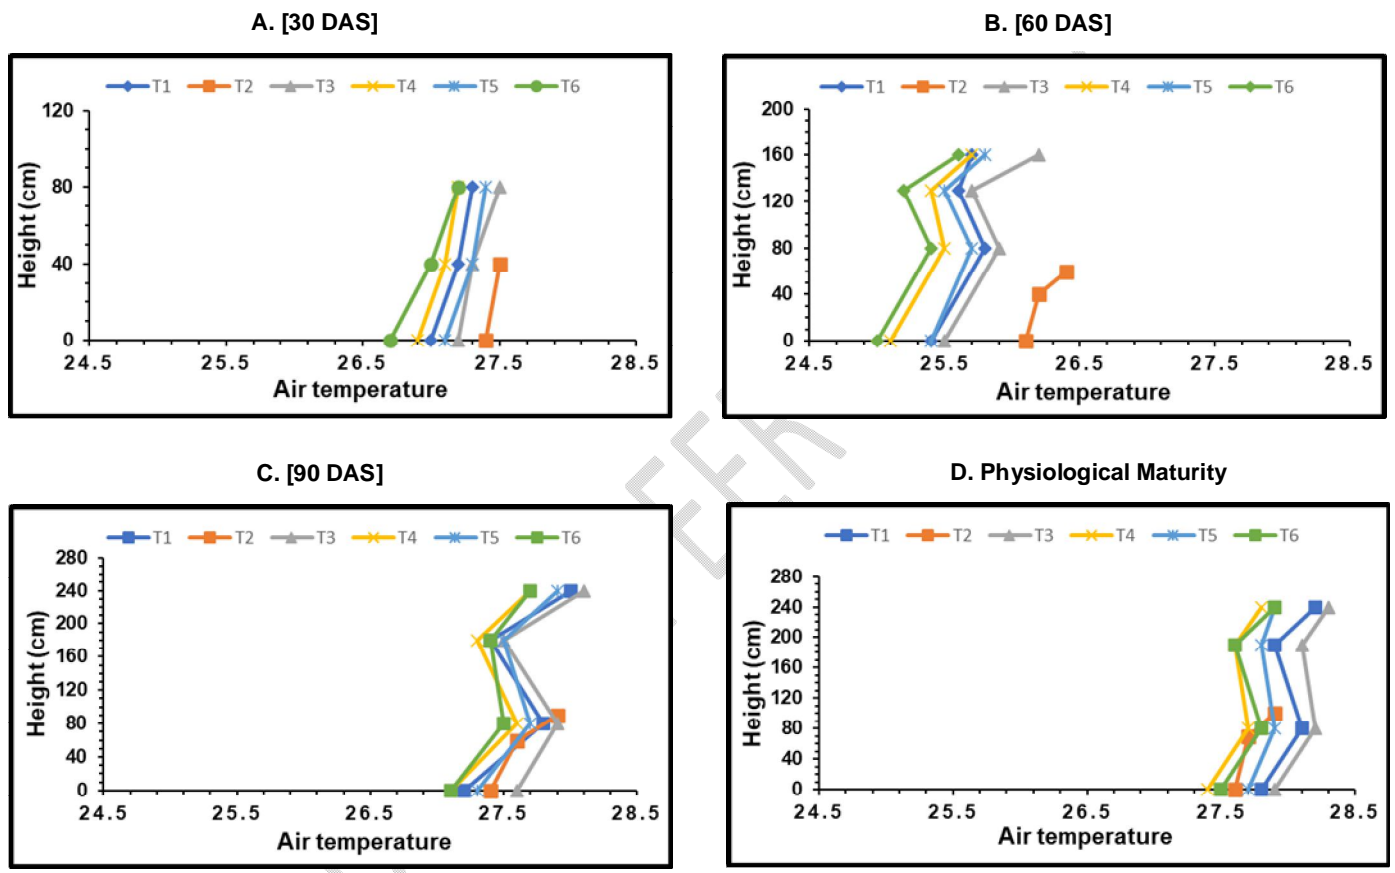 A. [30 DAS]
T1 T2 T3 T4 T5 T6
120
80
40
0
Height (cm)
24.5 25.5 26.5 27.5 28.5
Air temperature
B. [60 DAS]
T1 T2 T3 T4 T5 T6
200
160
120
80
40
0
Height (cm)
24.5 25.5 26.5 27.5 28.5
Air temperature
C. [90 DAS]
T1 T2 T3 T4 T5 T6
280
240
200
160
120
80
40
0
Height (cm)
24.5 25.5 26.5 27.5 28.5
Air temperature
D. Physiological Maturity
T1 T2 T3 T4 T5 T6
280
240
200
160
120
80
40
0
Height (cm)
24.5 25.5 26.5 27.5 28.5
Air temperature